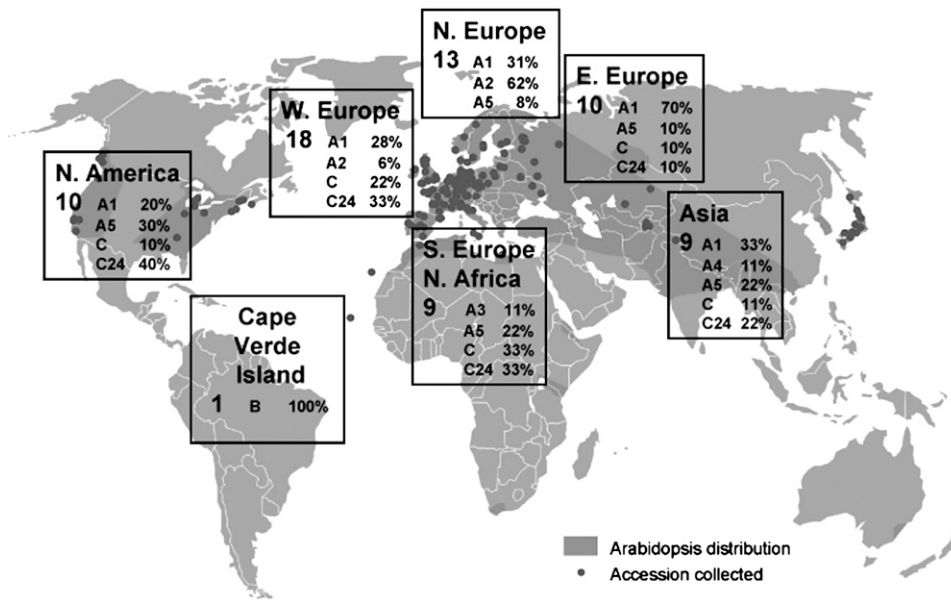 N. Europe
13 A1 31%
A2 62%
A5 8%
E. Europe
10 A1 70%
A5 10%
C 10%
C24 10%
W. Europe
18 A1 28%
A2 6%
C 22%
C24 33%
N. America
10 A1 20%
A5 30%
C 10%
C24 40%
Asia
9 A1 33%
A4 11%
A5 22%
C 11%
C24 22%
S. Europe
N. Africa
9 A3 11%
A5 22%
C 33%
C24 33%
Cape
Verde
Island
1 B 100%
Arabidopsis distribution
Accession collected